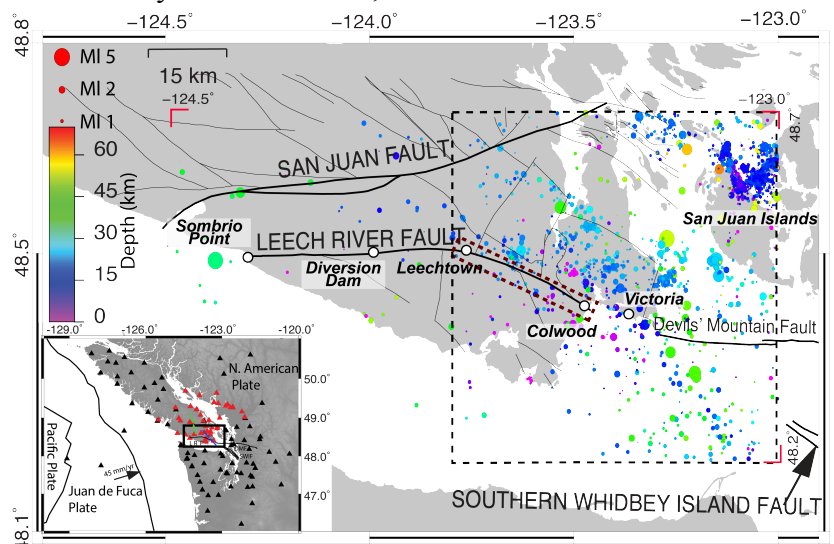 −124.5°
−124.0°
−123.5°
−123.0°
48.8°
Ml 5
Ml 2
Ml 1
15 km
−124.5°
−123.0°
48.7°
60
45
30
15
0
Depth (km)
SAN JUAN FAULT
San Juan Islands
Sombrio
Point
LEECH RIVER FAULT
48.5°
Diversion
Dam
Leechtown
Victoria
Colwood
Devils' Mountain Fault
-129.0°
-126.0°
-123.0°
-120.0°
N. American
Plate
50.0°
49.0°
48.0°
47.0°
Pacific Plate
45 mm/yr
Juan de Fuca
Plate
48.2°
SOUTHERN WHIDBEY ISLAND FAULT
48.1°